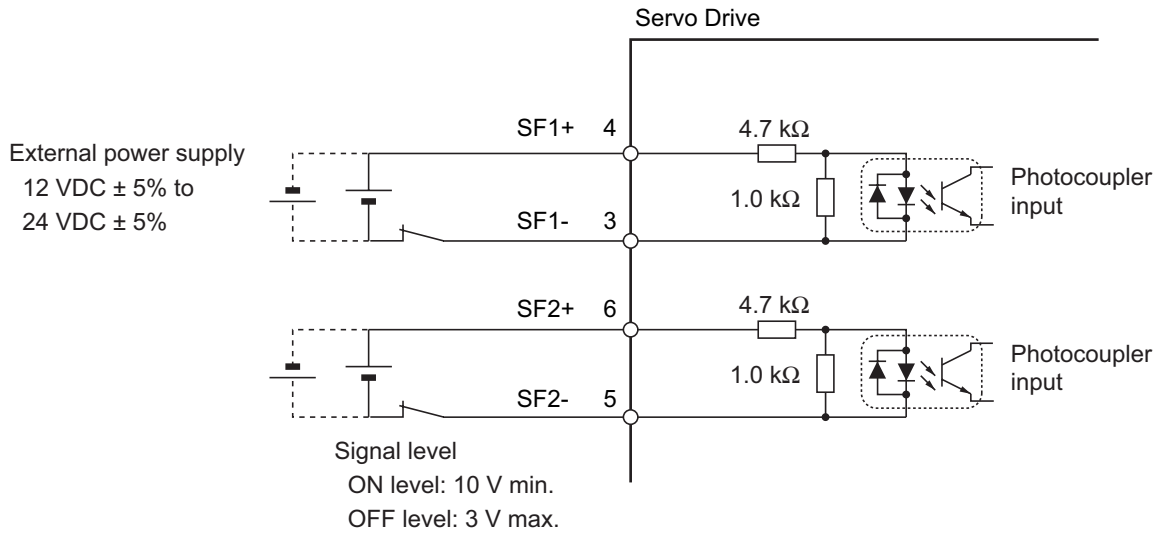 Servo Drive
SF1+ 4
4.7 kΩ
External power supply
12 VDC ± 5% to
24 VDC ± 5%
1.0 kΩ
Photocoupler
input
SF1- 3
SF2+ 6
4.7 kΩ
1.0 kΩ
Photocoupler
input
SF2- 5
Signal level
ON level: 10 V min.
OFF level: 3 V max.